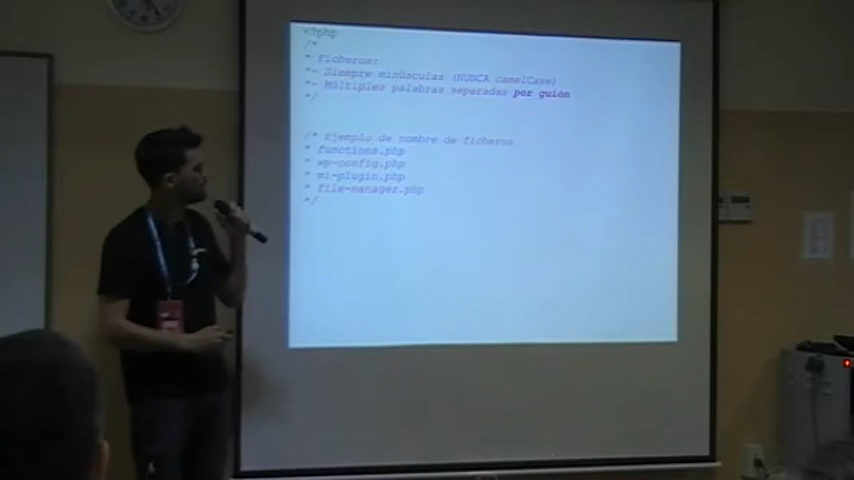 <?php
/*
* Ficheros:
*- Siempre minúsculas (NUNCA camelCase)
*- Múltiples palabras separadas por guión
*/
/* Ejemplo de nombre de ficheros
* functions.php
* wp-config.php
* mi-plugin.php
* file-manager.php
*/